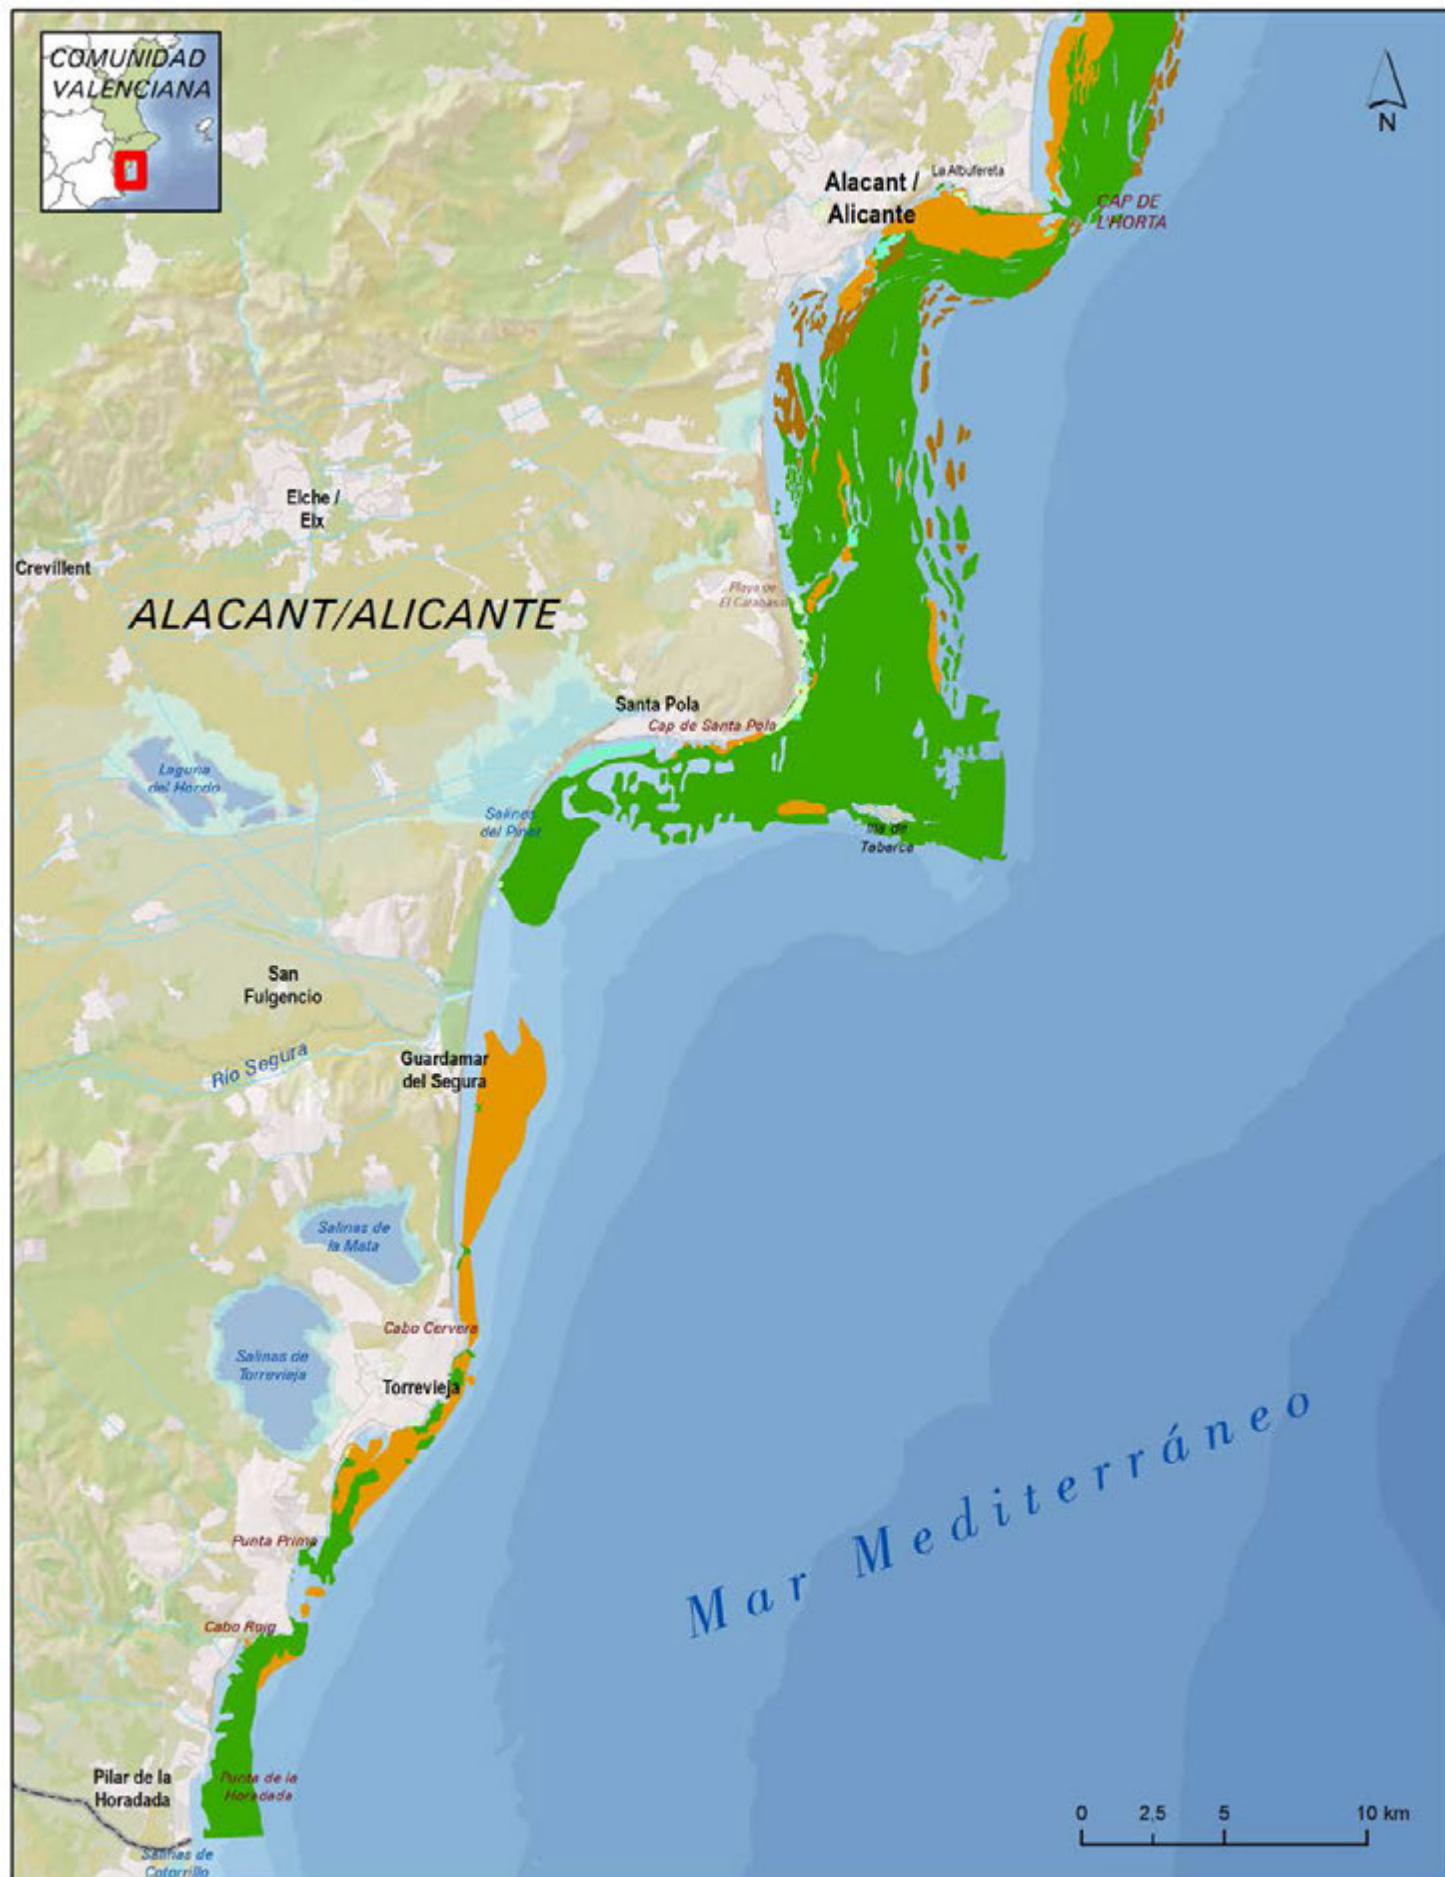 COMUNIDAD
VALENCIANA
N
Alacant /
Alicante
La Albufereta
CAP DE
L'HORTA
Elche /
Elx
Crevillent
Playa de
El Carabassi
ALACANT/ALICANTE
Santa Pola
Cap de Santa Pola
Laguna
del Hondo
Salinas
del Pinet
Illa de
Tabarca
San
Fulgencio
Río Segura
Guardamar
del Segura
Salinas de
la Mata
Cabo Cervera
Salinas de
Torrevieja
Torrevieja
Mar Mediterráneo
Punta Prima
Cabo Roig
Pilar de la
Horadada
Punta de la
Horadada
Salinas de
Cotorrillo
0 2,5 5 10 km